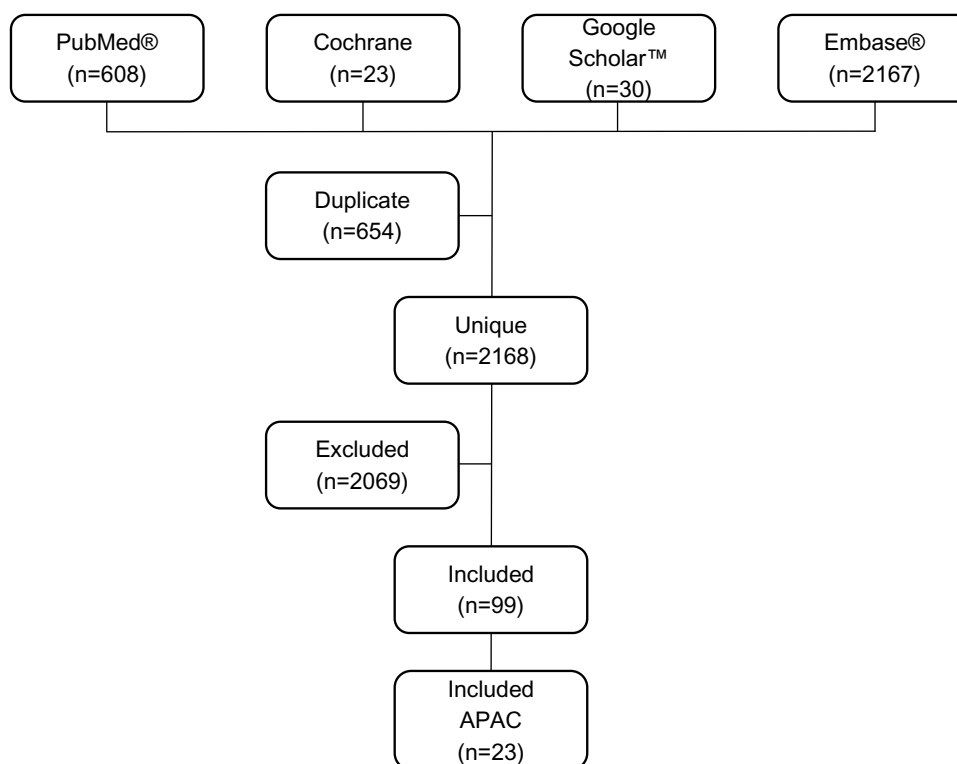 PubMed®
(n=608)
Cochrane
(n=23)
Google
Scholar™
(n=30)
Embase®
(n=2167)
Duplicate
(n=654)
Unique
(n=2168)
Excluded
(n=2069)
Included
(n=99)
Included
APAC
(n=23)